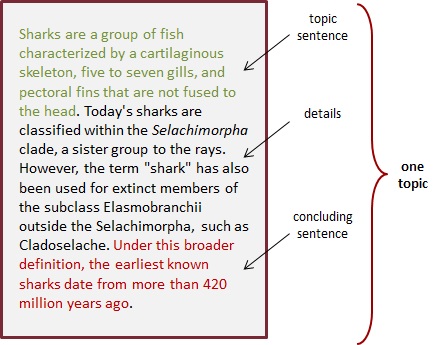 Sharks are a group of fish
characterized by a cartilaginous
skeleton, five to seven gills, and
pectoral fins that are not fused to
the head. Today's sharks are
classified within the Selachimorpha
clade, a sister group to the rays.
However, the term "shark" has also
been used for extinct members of
the subclass Elasmobranchii
outside the Selachimorpha, such as
Cladoselache. Under this broader
definition, the earliest known
sharks date from more than 420
million years ago.
topic
sentence
details
concluding
sentence
one
topic